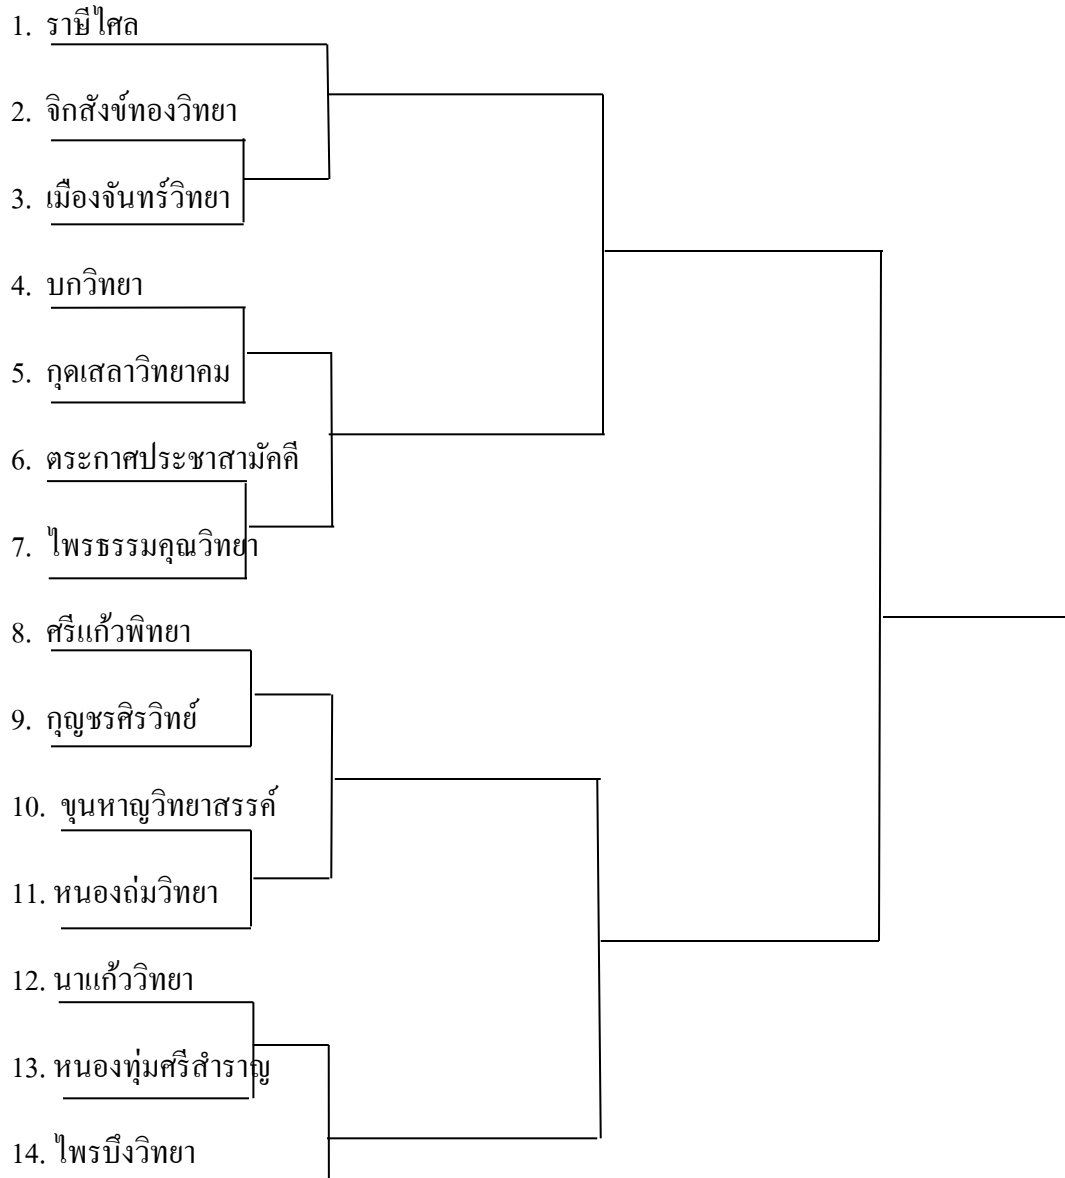 1. ราษีไศล
2. จิกสังข์ทองวิทยา
3. เมืองจันทร์วิทยา
4. บกวิทยา
5. กุดเสลาวิทยาคม
6. ตระกาศประชาสามัคคี
7. ไพรธรรมคุณวิทยา
8. ศรีแก้วพิทยา
9. กุญชรศิรวิทย์
10. ขุนหาญวิทยาสรรค์
11. หนองถ่มวิทยา
12. นาแก้ววิทยา
13. หนองทุ่มศรีสำราญ
14. ไพรบึงวิทยา